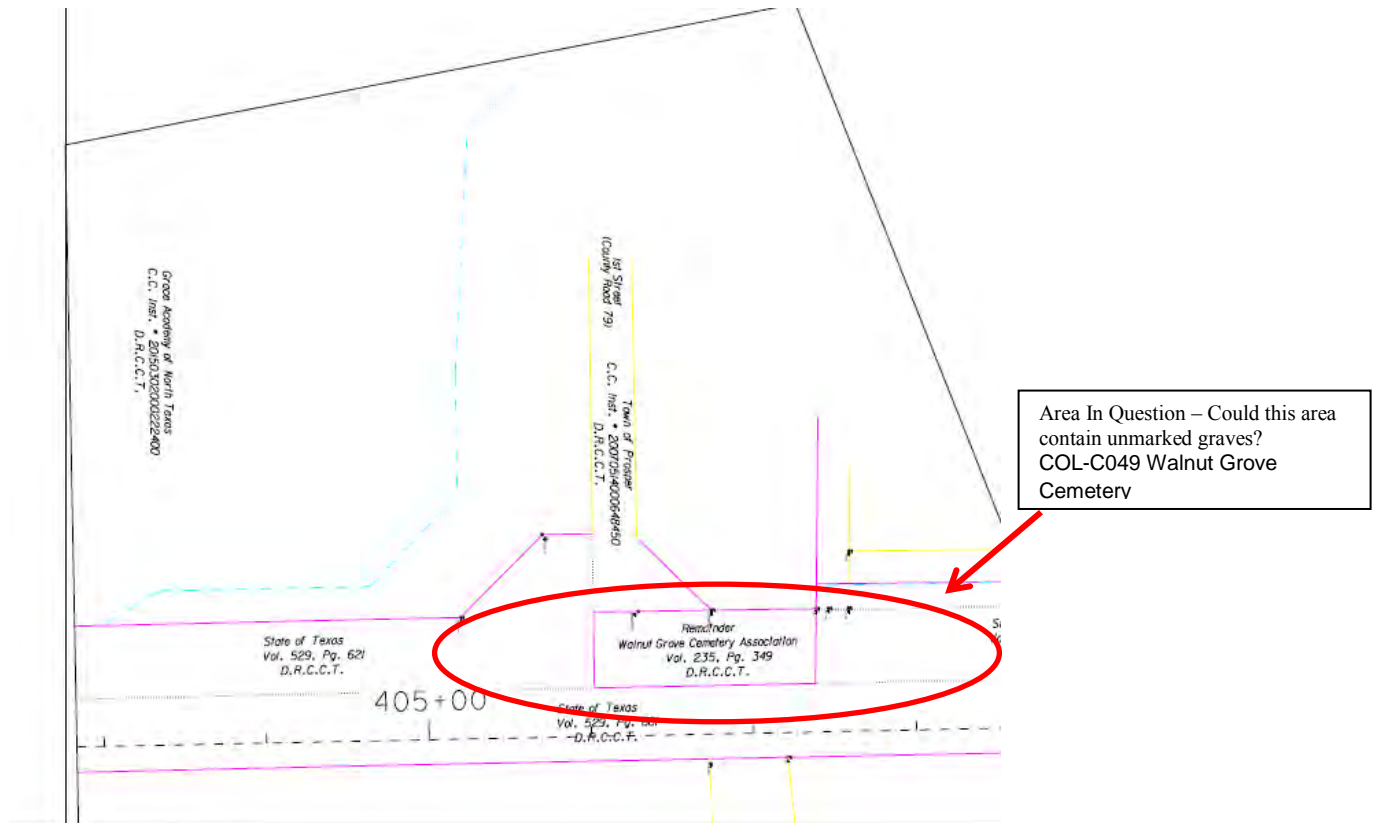 Grace Academy of North Texas
C.C. Inst. * 20150302000222400
D.R.C.C.T.
1st Street
(County Road 79)
Town of Prosper
C.C. Inst. * 20070514000648450
D.R.C.C.T.
Area In Question – Could this area
contain unmarked graves?
COL-C049 Walnut Grove
Cemetery
State of Texas
Vol. 529, Pg. 621
D.R.C.C.T.
Remainder
Walnut Grove Cemetery Association
Vol. 235, Pg. 349
D.R.C.C.T.
405+00
State of Texas
Vol. 529, Pg.
D.R.C.C.T.